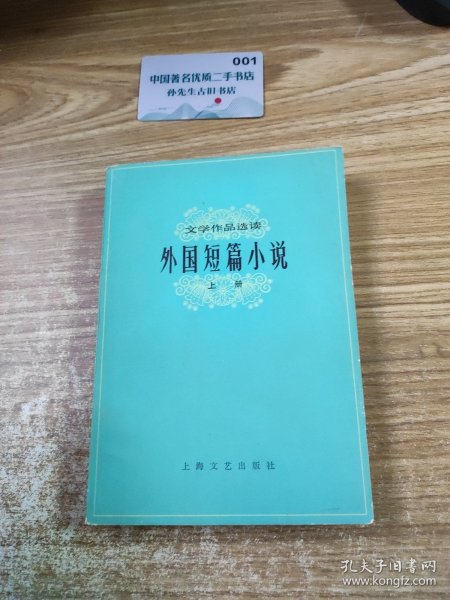 001
中国著名优质二手书店
孙先生古旧书店
文学作品选读
外国短篇小说
上册
上海文艺出版社
孔夫子旧书网
www.kongfz.com